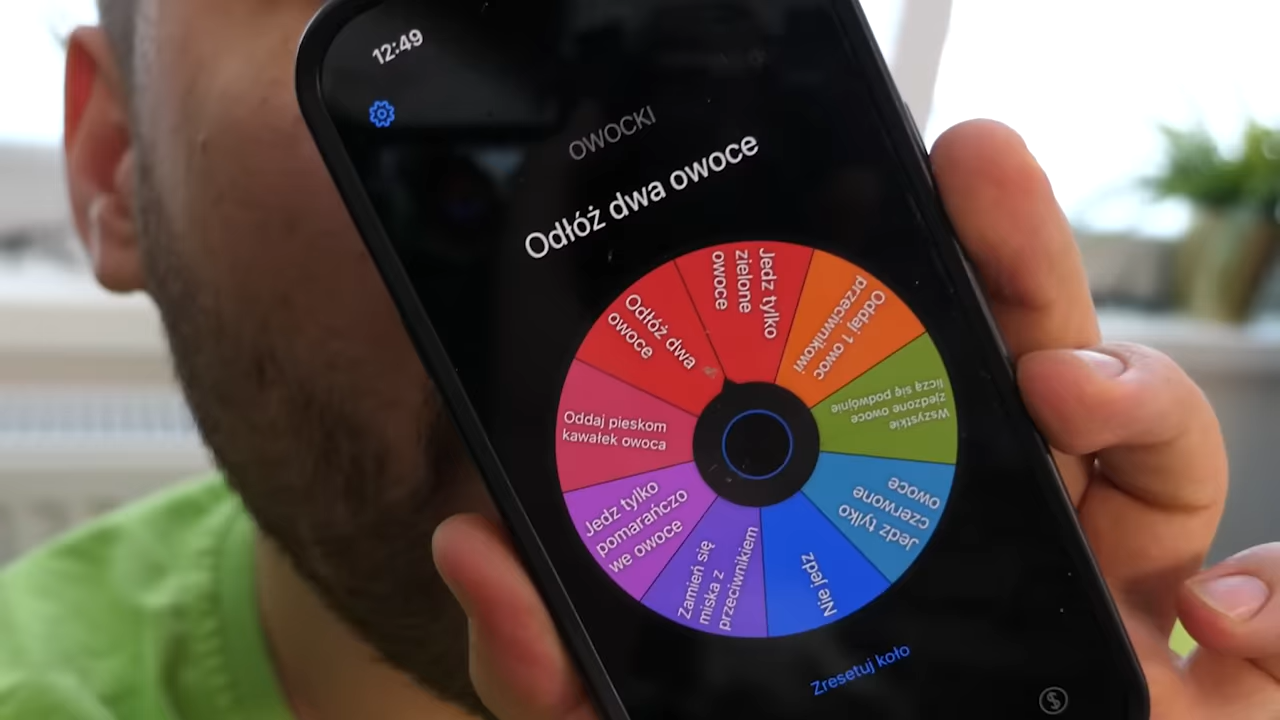 12:49
OWOCKI
Odłóż dwa owoce
Jedz tylko
zielone
owoce
Oddaj 1 owoc
przeciwnikowi
Wszystkie
zjedzone owoce
liczą się podwójnie
Jedz tylko
czerwone
owoce
Nie jedz
Zamień się
miska z
przeciwnikiem
Jedz tylko
pomarańczo
we owoce
Oddaj pieskom
kawałek owoca
Odłóż dwa
owoce
Zresetuj koło
$